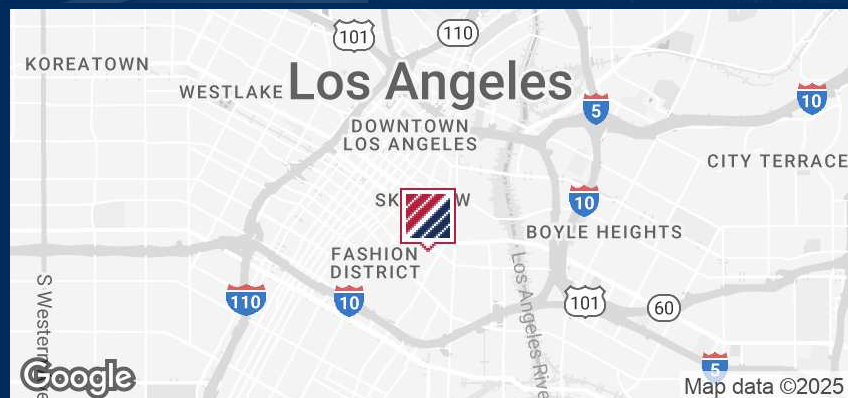 101
110
KOREATOWN
WESTLAKE
Los Angeles
5
10
DOWNTOWN
LOS ANGELES
CITY TERRACE
10
BOYLE HEIGHTS
FASHION
DISTRICT
110
10
101
60
S Western
Los Angeles
5
Google
Map data ©2025